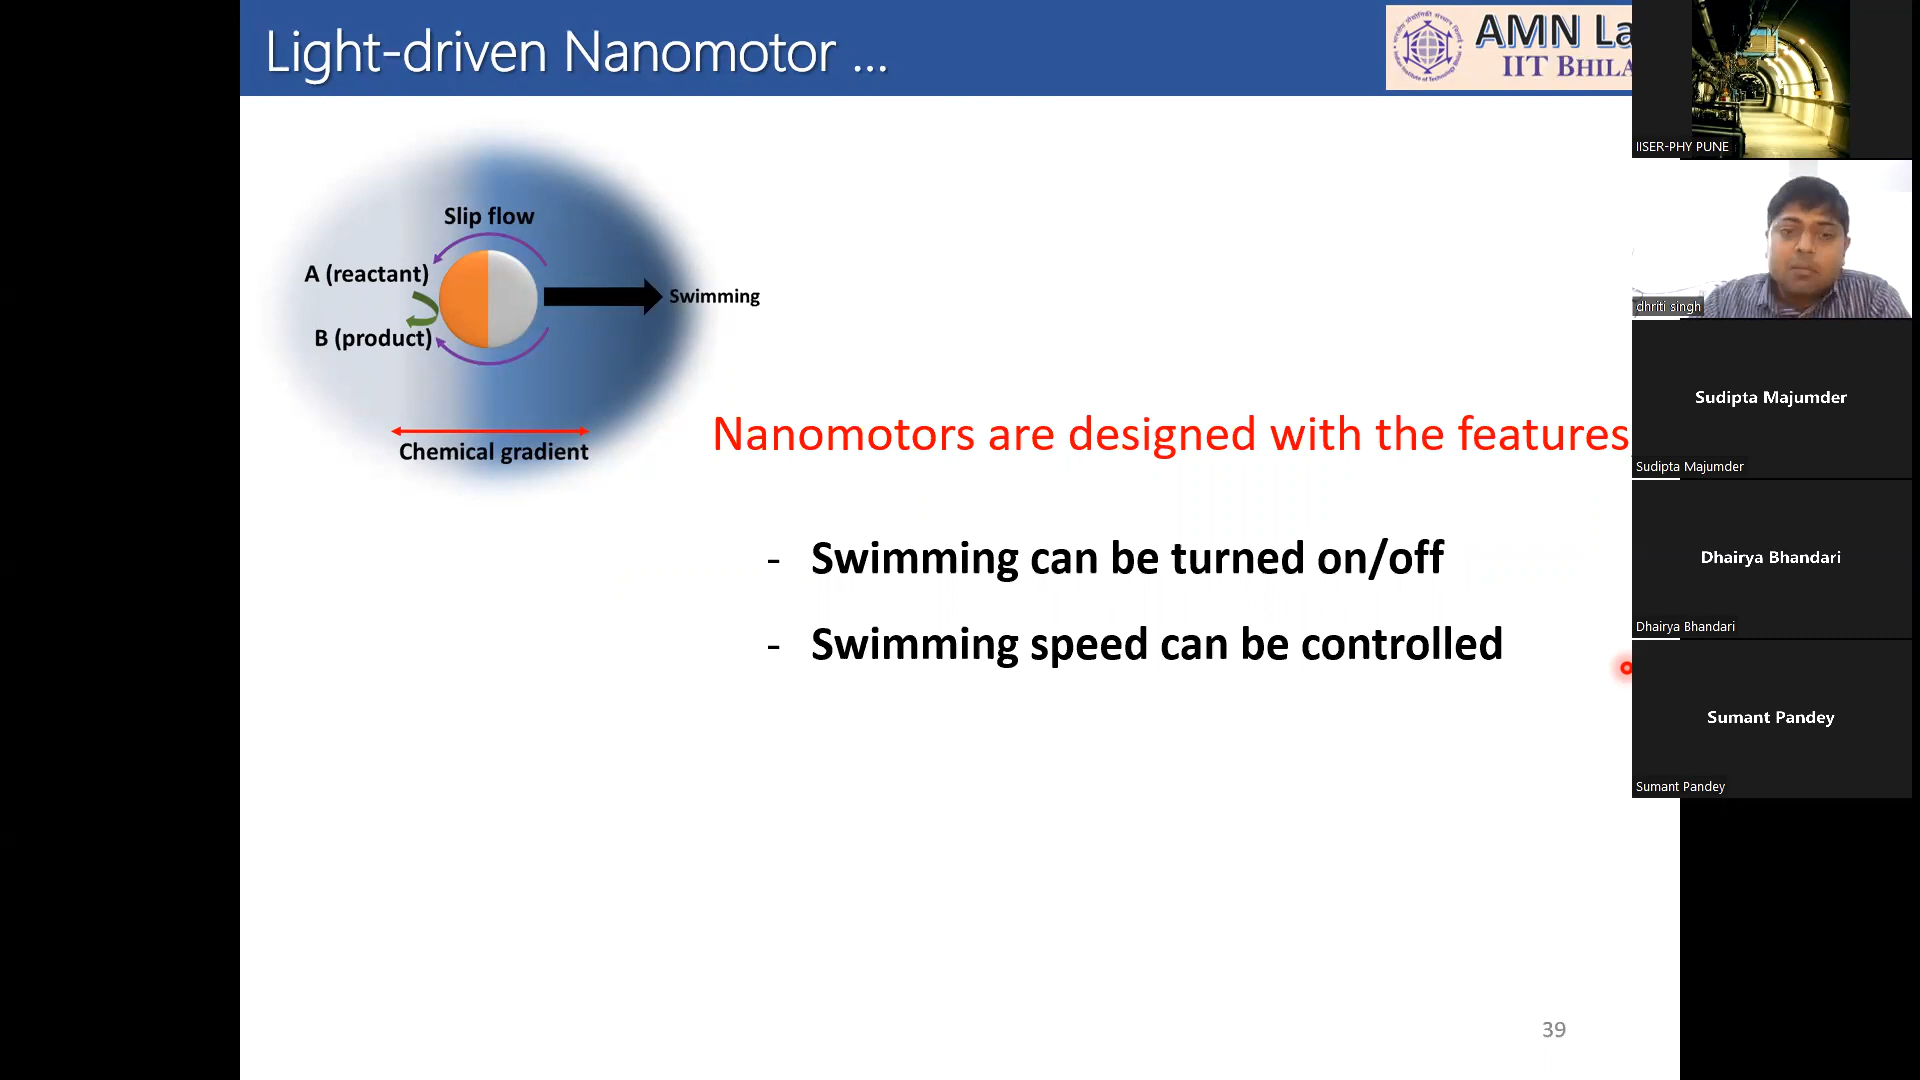 Light-driven Nanomotor ...
AMN La
IIT BHILA
IISER-PHY PUNE
Slip flow
A (reactant)
Swimming
B (product)
dhriti singh
Sudipta Majumder
Chemical gradient
Nanomotors are designed with the features
Sudipta Majumder
- Swimming can be turned on/off
Dhairya Bhandari
Dhairya Bhandari
- Swimming speed can be controlled
Sumant Pandey
Sumant Pandey
39